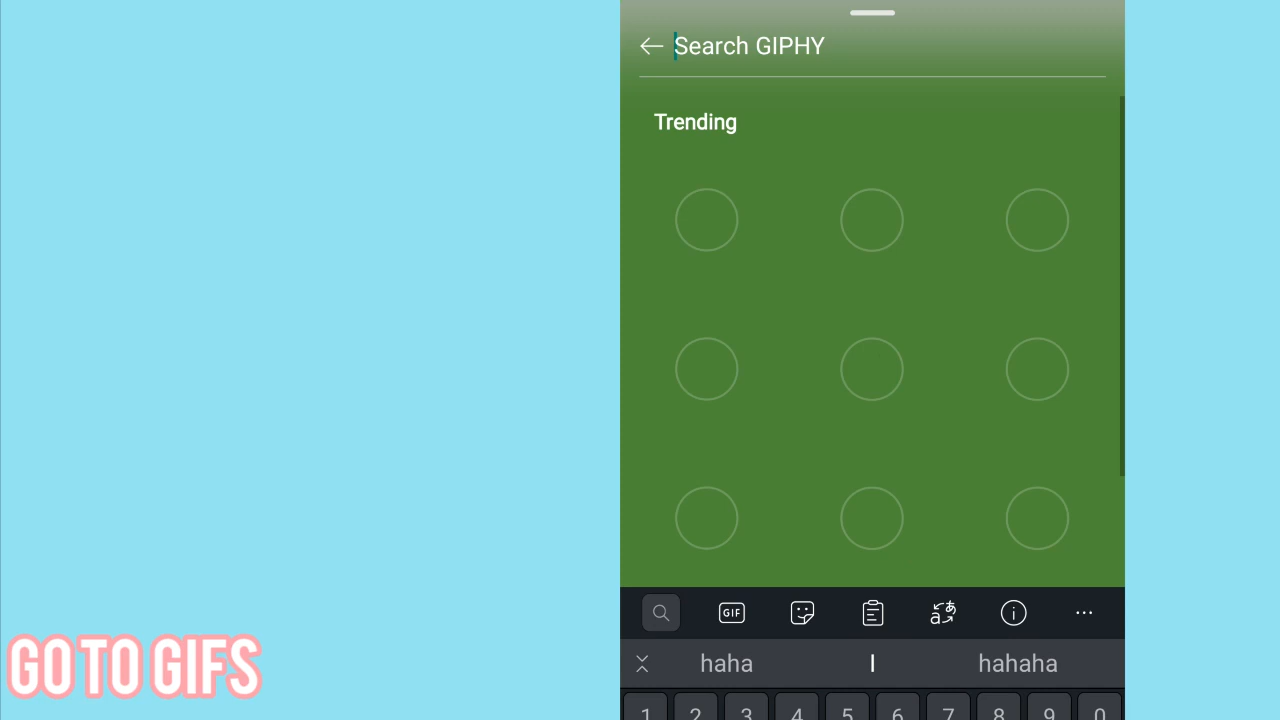 Search GIPHY
Trending
GIF
haha I hahaha
1 2 3 4 5 6 7 8 9 0
GO TO GIFS